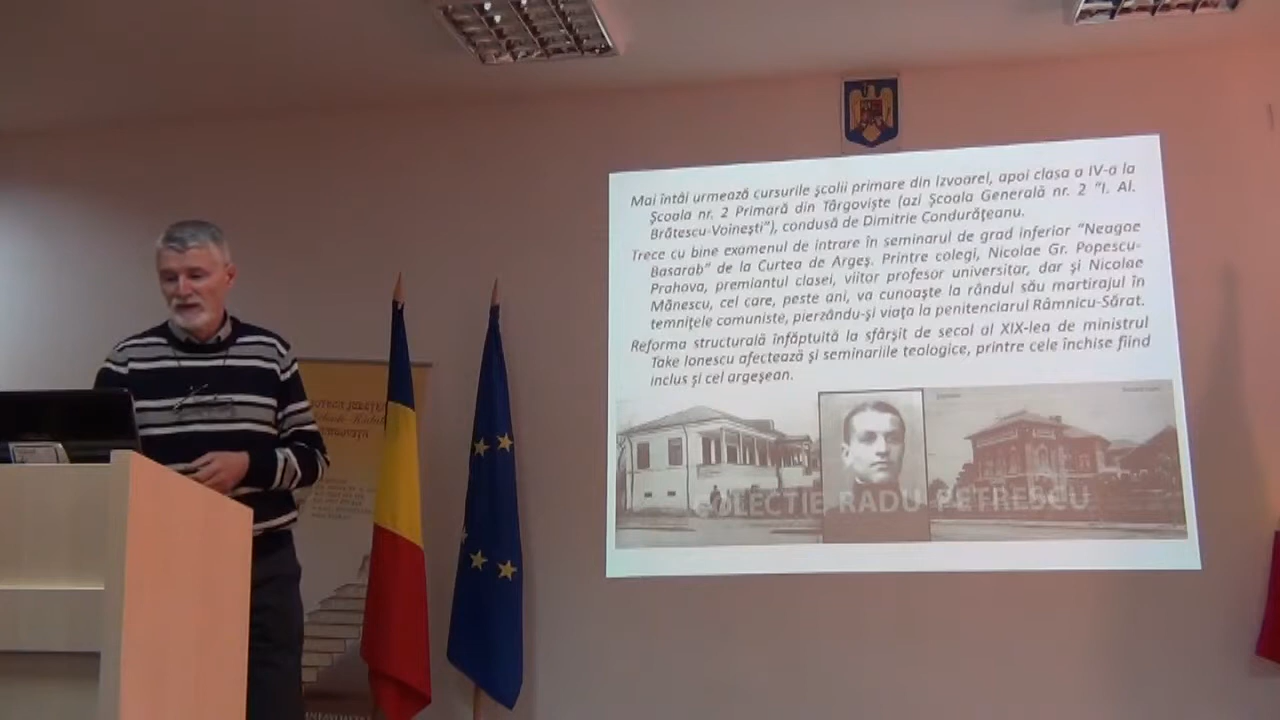 Mai întâi urmează cursurile școlii primare din Izvoarel, apoi clasa a IV-a la
Școala nr. 2 Primară din Târgoviște (azi Școala Generală nr. 2 "I. Al.
Brătescu-Voinești"), condusă de Dimitrie Condurățeanu.
Trece cu bine examenul de intrare în seminarul de grad inferior "Neagoe
Basarab" de la Curtea de Argeș. Printre colegi, Nicolae Gr. Popescu-
Prahova, premiantul clasei, viitor profesor universitar, dar și Nicolae
Mănescu, cel care, peste ani, va cunoaște la rândul său martirajul în
temnițele comuniste, pierzându-și viața la penitenciarul Râmnicu-Sărat.
Reforma structurală înfăptuită la sfârșit de secol al XIX-lea de ministrul
Take Ionescu afectează și seminariile teologice, printre cele închise fiind
inclus și cel argeșean.
COLECTIE RADU PETRESCU